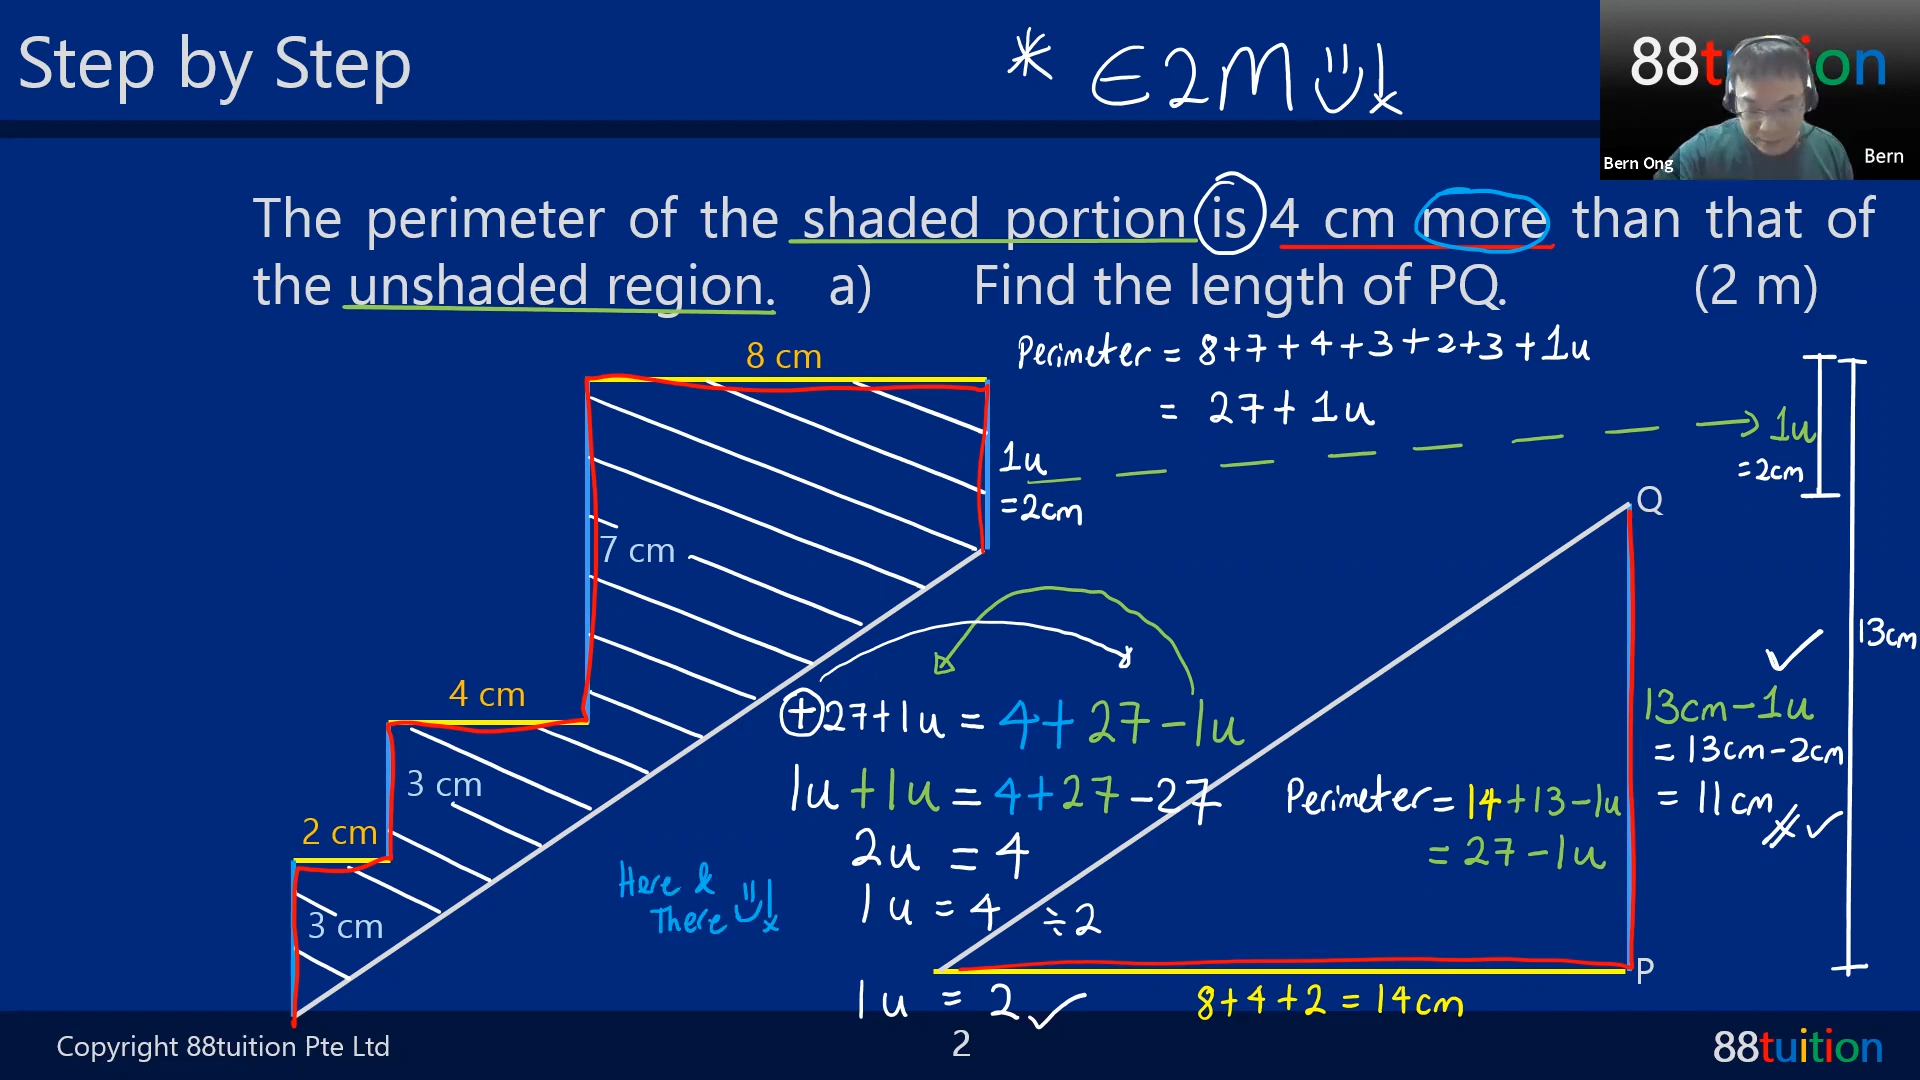 Step by Step
* E2M
88tuition
Bern Ong
Bern
The perimeter of the shaded portion is 4 cm more than that of
the unshaded region. a) Find the length of PQ. (2 m)
8 cm
Perimeter = 8+7+4+3+2+3+1u
= 27+1u
1u
=2cm
1u
=2cm
Q
7 cm
13cm
4 cm
+27+1u = 4+27-1u
13cm-1u
= 13cm-2cm
= 11cm
3 cm
1u+1u = 4+27-27
Perimeter = 14+13-1u
= 27-1u
2 cm
2u = 4
Here &
There
1u = 4 ÷2
3 cm
P
1u = 2
8+4+2 = 14cm
Copyright 88tuition Pte Ltd
2
88tuition